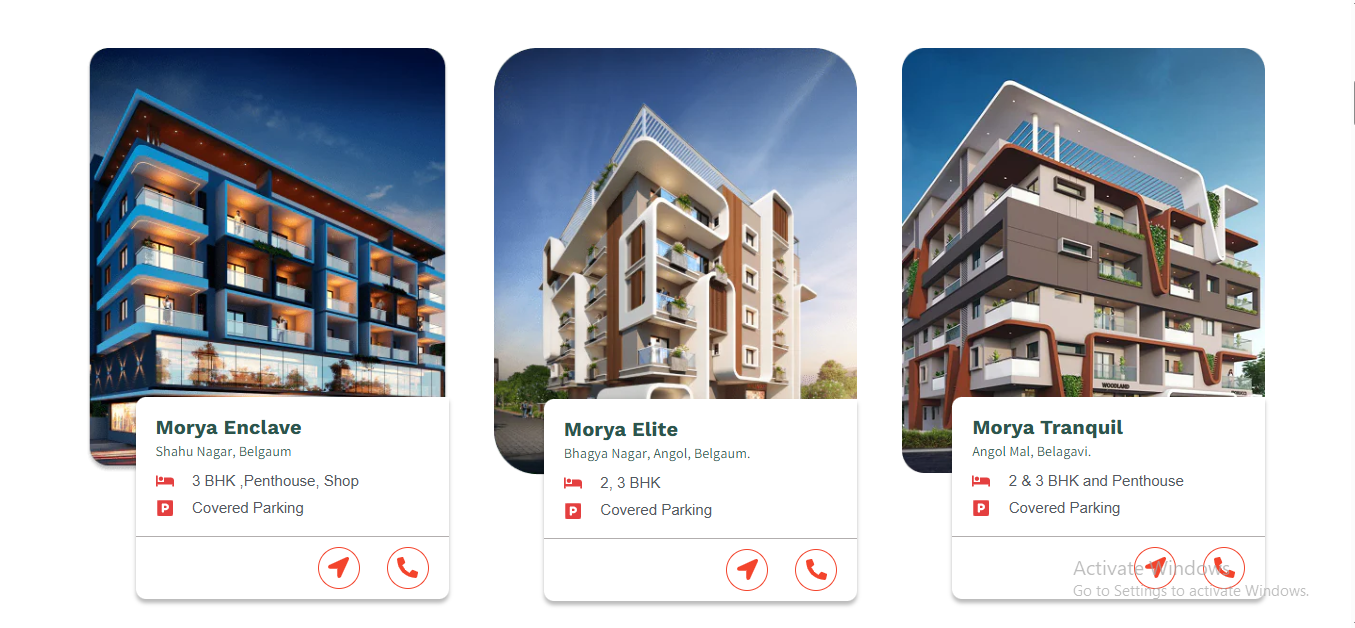 WOODLAND
Morya Enclave
Shahu Nagar, Belgaum
3 BHK ,Penthouse, Shop
P Covered Parking
Morya Elite
Bhagya Nagar, Angol, Belgaum.
2, 3 BHK
P Covered Parking
Morya Tranquil
Angol Mal, Belagavi.
2 & 3 BHK and Penthouse
P Covered Parking
Activate Windows
Go to Settings to activate Windows.